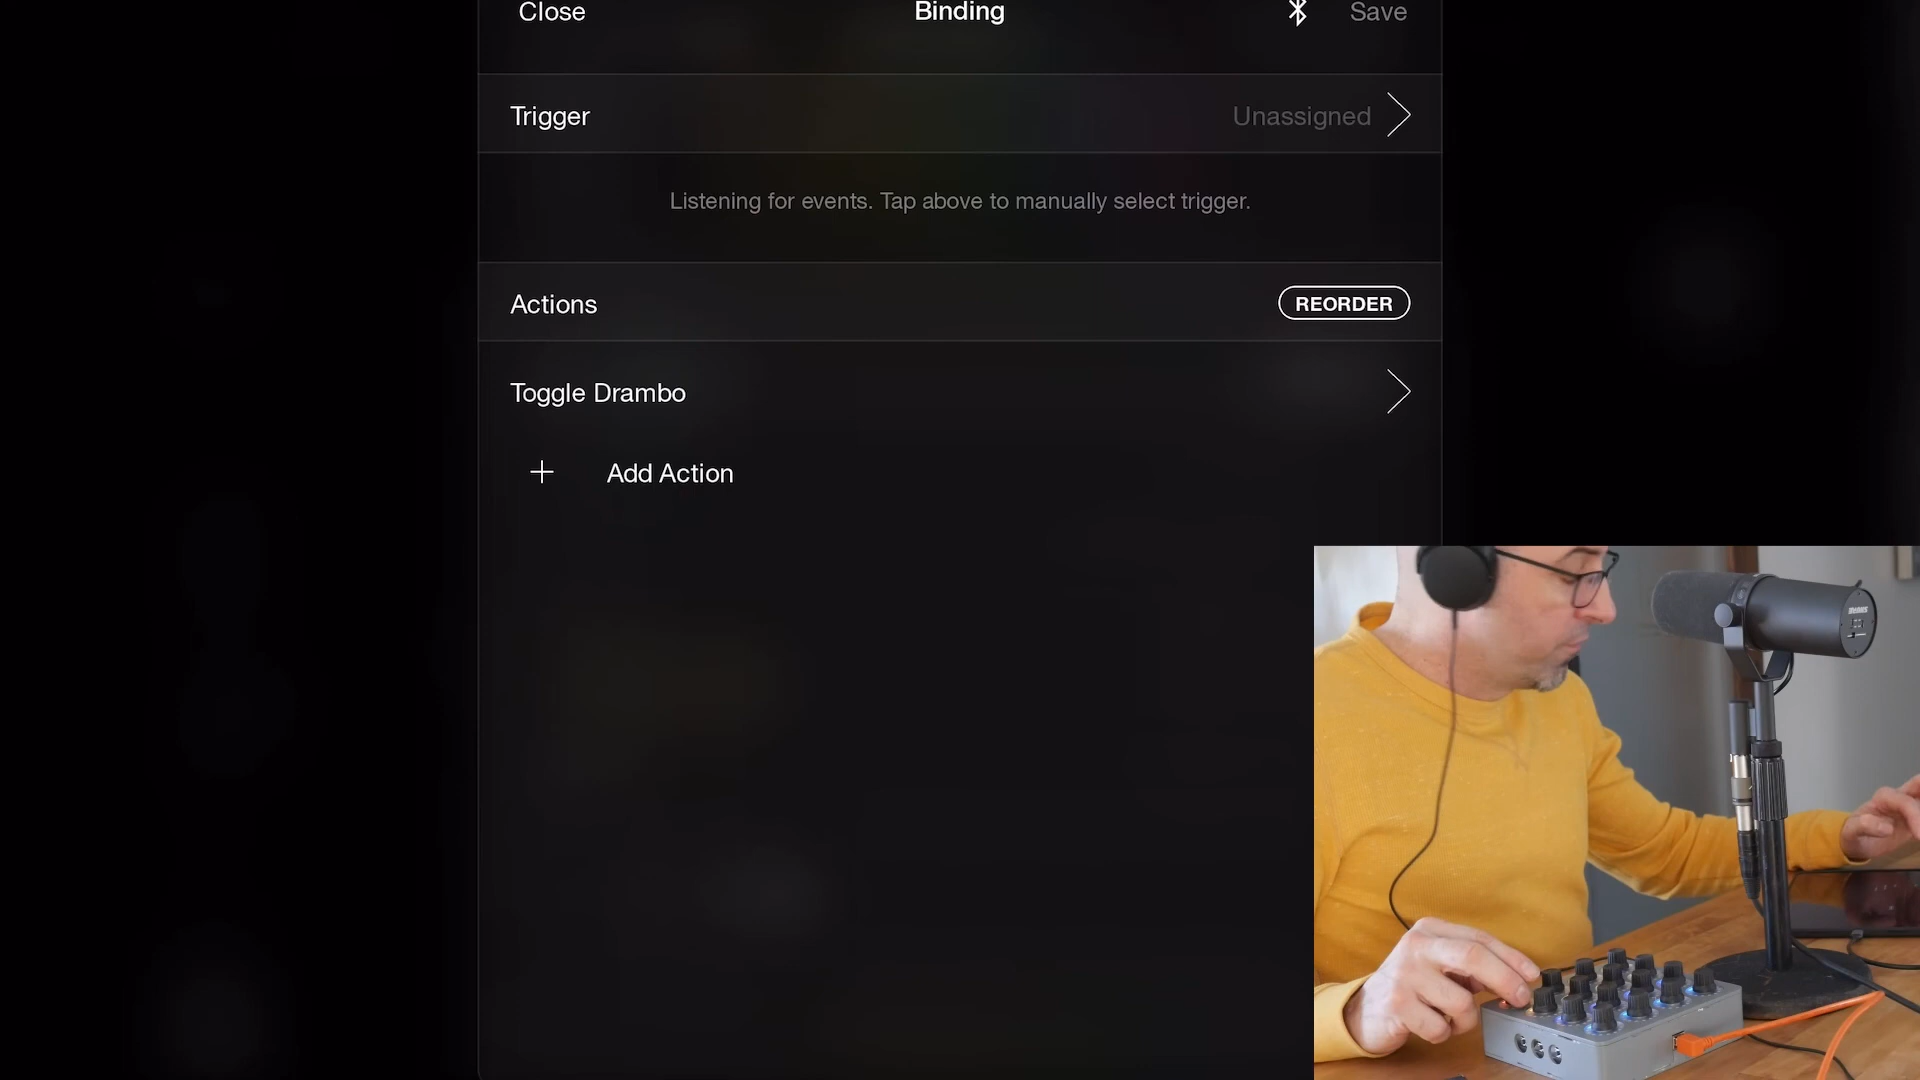 Close Binding Save
Trigger Unassigned
Listening for events. Tap above to manually select trigger.
Actions REORDER
Toggle Drambo
+ Add Action